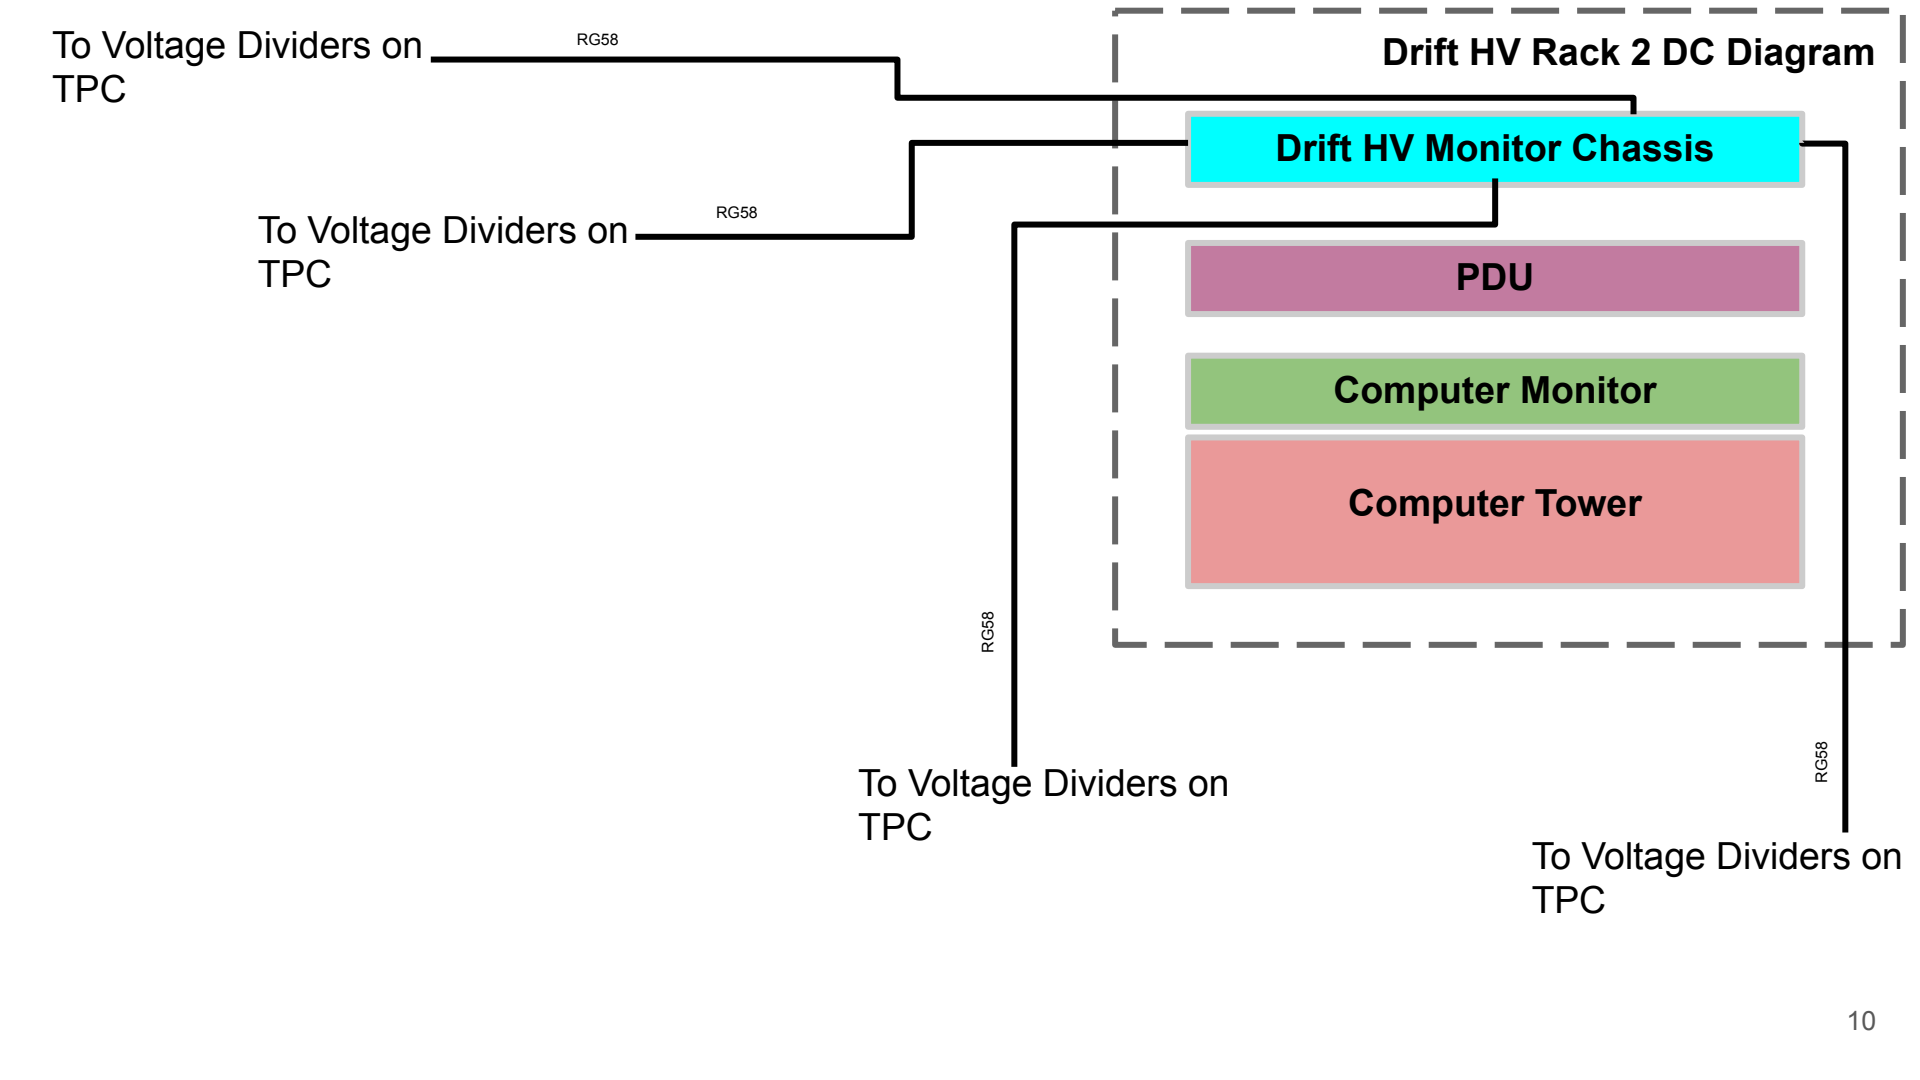 To Voltage Dividers on
TPC
RG58
Drift HV Rack 2 DC Diagram
Drift HV Monitor Chassis
To Voltage Dividers on
TPC
RG58
PDU
Computer Monitor
Computer Tower
RG58
To Voltage Dividers on
TPC
RG58
To Voltage Dividers on
TPC
10